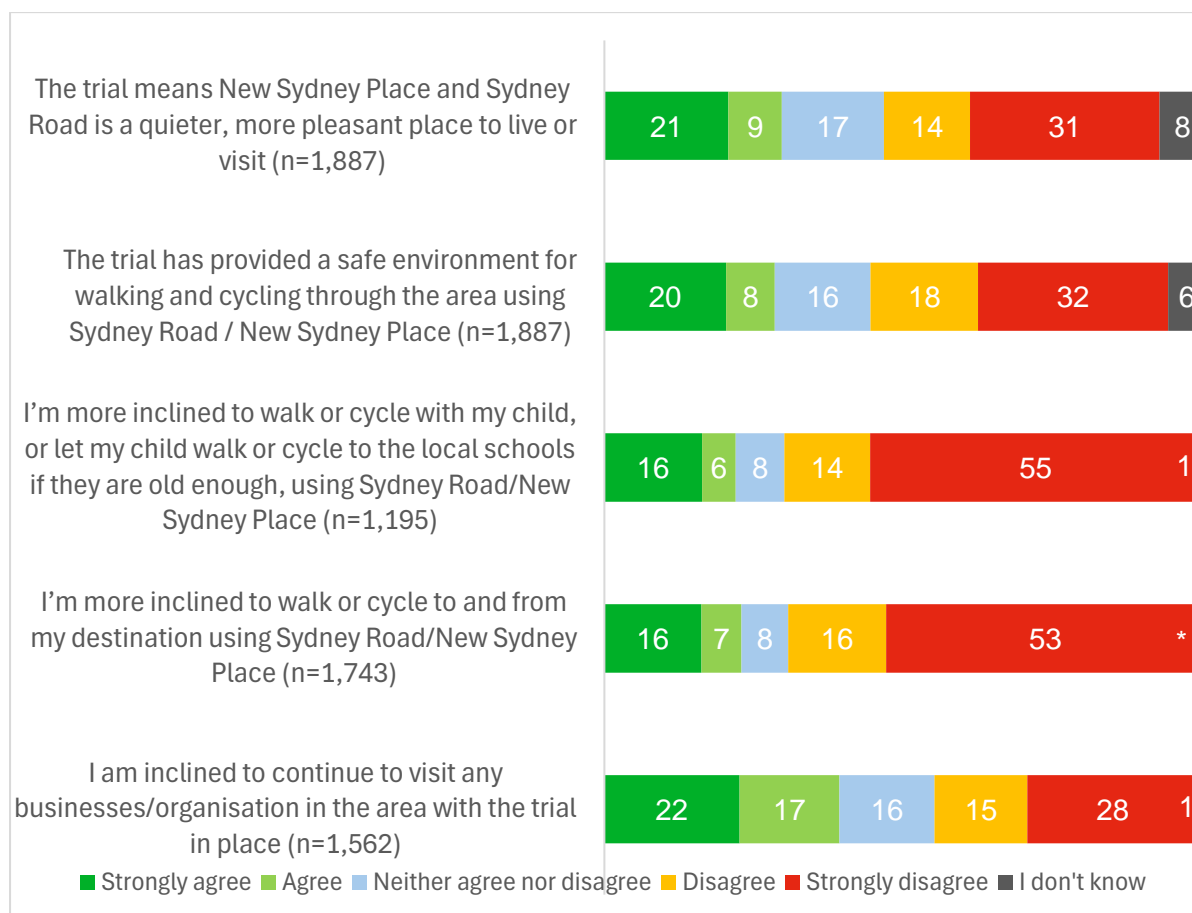 The trial means New Sydney Place and Sydney
Road is a quieter, more pleasant place to live or
visit (n=1,887)
21 9 17 14 31 8
The trial has provided a safe environment for
walking and cycling through the area using
Sydney Road / New Sydney Place (n=1,887)
20 8 16 18 32 6
I’m more inclined to walk or cycle with my child,
or let my child walk or cycle to the local schools
if they are old enough, using Sydney Road/New
Sydney Place (n=1,195)
16 6 8 14 55 1
I’m more inclined to walk or cycle to and from
my destination using Sydney Road/New Sydney
Place (n=1,743)
16 7 8 16 53 *
I am inclined to continue to visit any
businesses/organisation in the area with the trial
in place (n=1,562)
22 17 16 15 28 1
Strongly agree Agree Neither agree nor disagree Disagree Strongly disagree I don't know